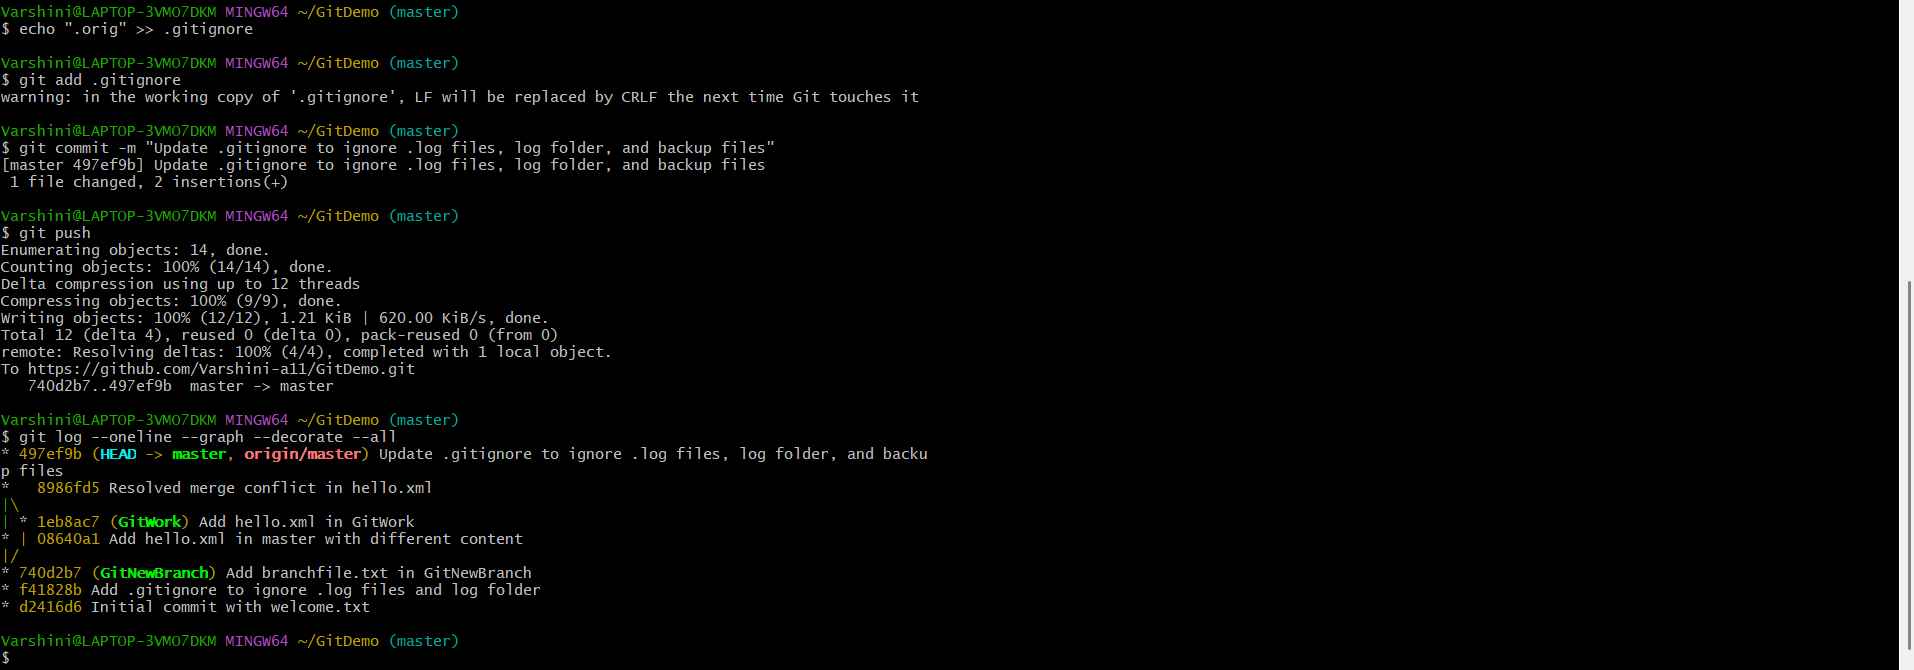 Varshini@LAPTOP-3VMO7DKM MINGW64 ~/GitDemo (master)
$ echo ".orig" >> .gitignore
Varshini@LAPTOP-3VMO7DKM MINGW64 ~/GitDemo (master)
$ git add .gitignore
warning: in the working copy of '.gitignore', LF will be replaced by CRLF the next time Git touches it
Varshini@LAPTOP-3VMO7DKM MINGW64 ~/GitDemo (master)
$ git commit -m "Update .gitignore to ignore .log files, log folder, and backup files"
[master 497ef9b] Update .gitignore to ignore .log files, log folder, and backup files
 1 file changed, 2 insertions(+)
Varshini@LAPTOP-3VMO7DKM MINGW64 ~/GitDemo (master)
$ git push
Enumerating objects: 14, done.
Counting objects: 100% (14/14), done.
Delta compression using up to 12 threads
Compressing objects: 100% (9/9), done.
Writing objects: 100% (12/12), 1.21 KiB | 620.00 KiB/s, done.
Total 12 (delta 4), reused 0 (delta 0), pack-reused 0 (from 0)
remote: Resolving deltas: 100% (4/4), completed with 1 local object.
To https://github.com/Varshini-a11/GitDemo.git
   740d2b7..497ef9b  master -> master
Varshini@LAPTOP-3VMO7DKM MINGW64 ~/GitDemo (master)
$ git log --oneline --graph --decorate --all
* 497ef9b (HEAD -> master, origin/master) Update .gitignore to ignore .log files, log folder, and backu
p files
*   8986fd5 Resolved merge conflict in hello.xml
|\
| * 1eb8ac7 (GitWork) Add hello.xml in GitWork
* | 08640a1 Add hello.xml in master with different content
|/
* 740d2b7 (GitNewBranch) Add branchfile.txt in GitNewBranch
* f41828b Add .gitignore to ignore .log files and log folder
* d2416d6 Initial commit with welcome.txt
Varshini@LAPTOP-3VMO7DKM MINGW64 ~/GitDemo (master)
$